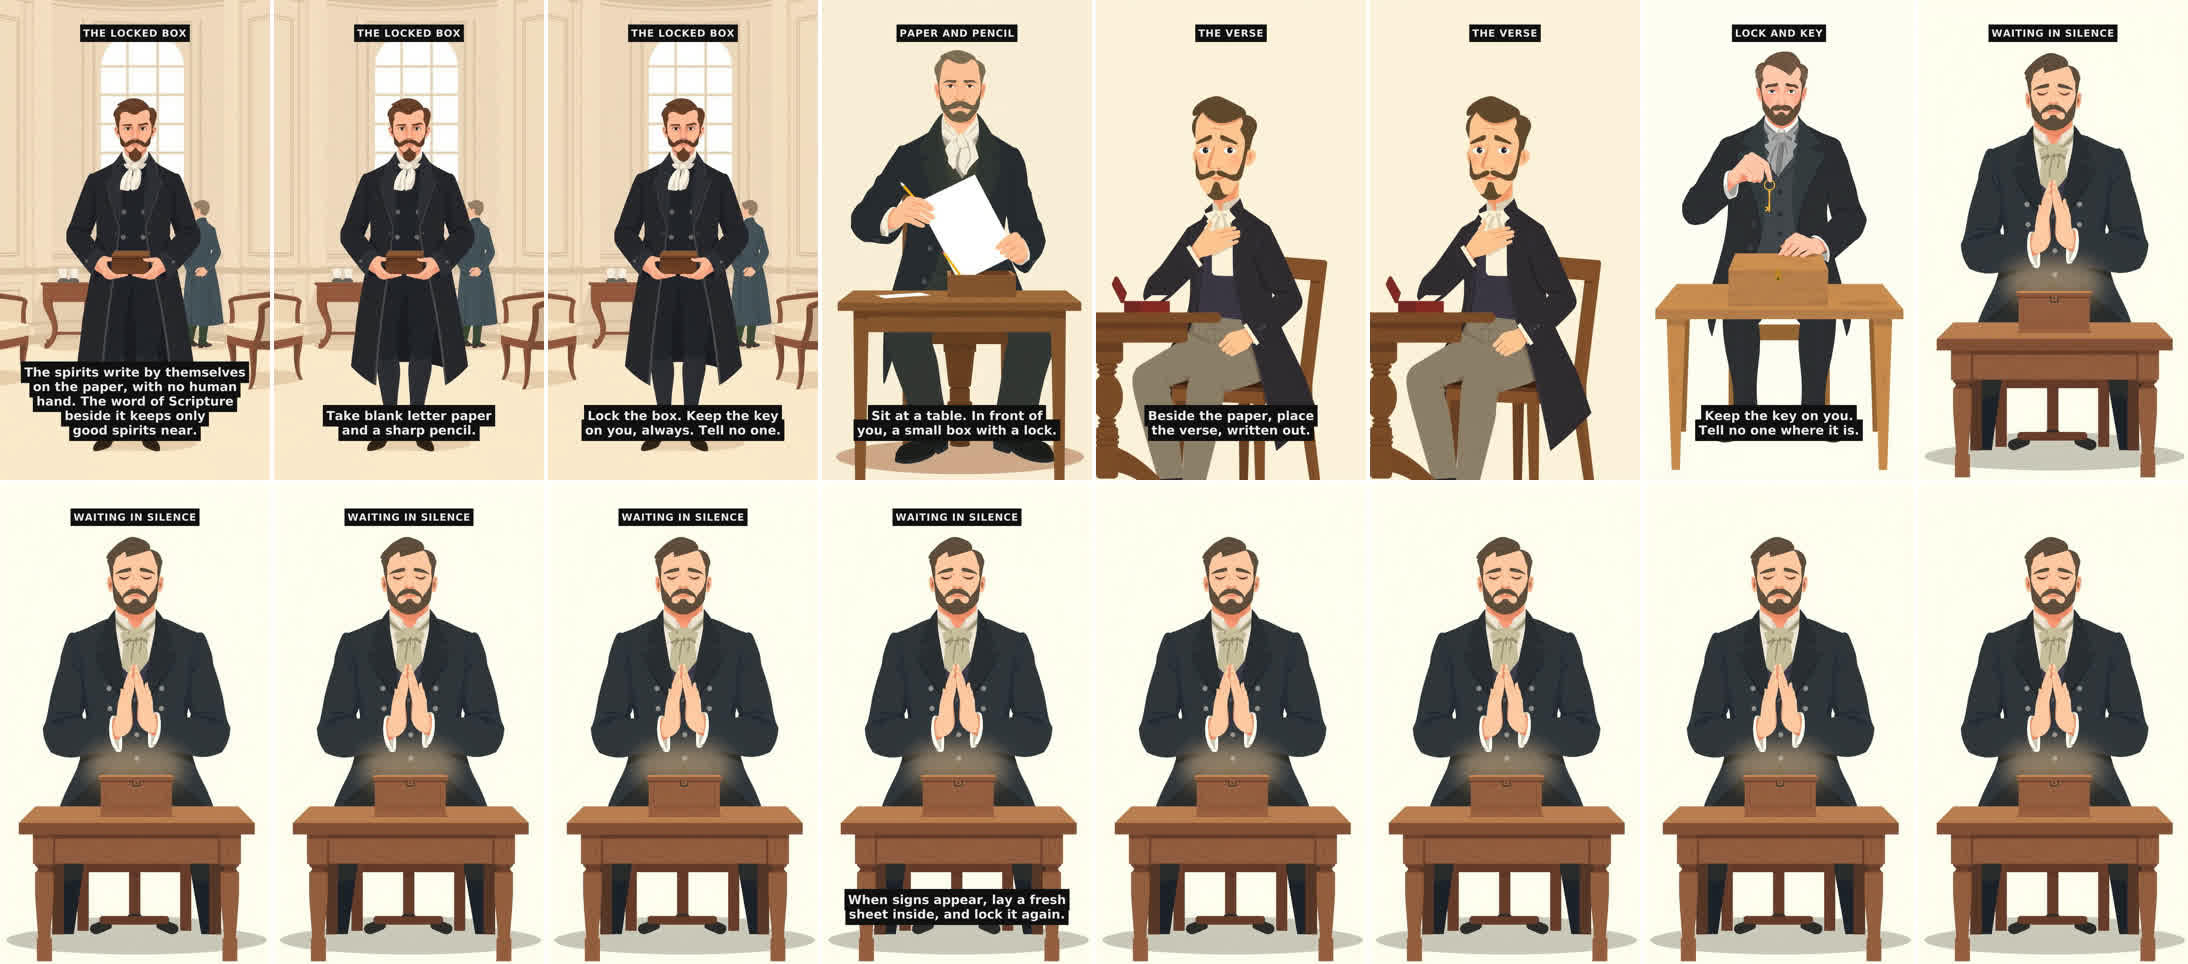 THE LOCKED BOX
The spirits write by themselves
on the paper, with no human
hand. The word of Scripture
beside it keeps only
good spirits near.
THE LOCKED BOX
Take blank letter paper
and a sharp pencil.
THE LOCKED BOX
Lock the box. Keep the key
on you, always. Tell no one.
PAPER AND PENCIL
Sit at a table. In front of
you, a small box with a lock.
THE VERSE
Beside the paper, place
the verse, written out.
THE VERSE
LOCK AND KEY
Keep the key on you.
Tell no one where it is.
WAITING IN SILENCE
WAITING IN SILENCE
WAITING IN SILENCE
WAITING IN SILENCE
WAITING IN SILENCE
When signs appear, lay a fresh
sheet inside, and lock it again.